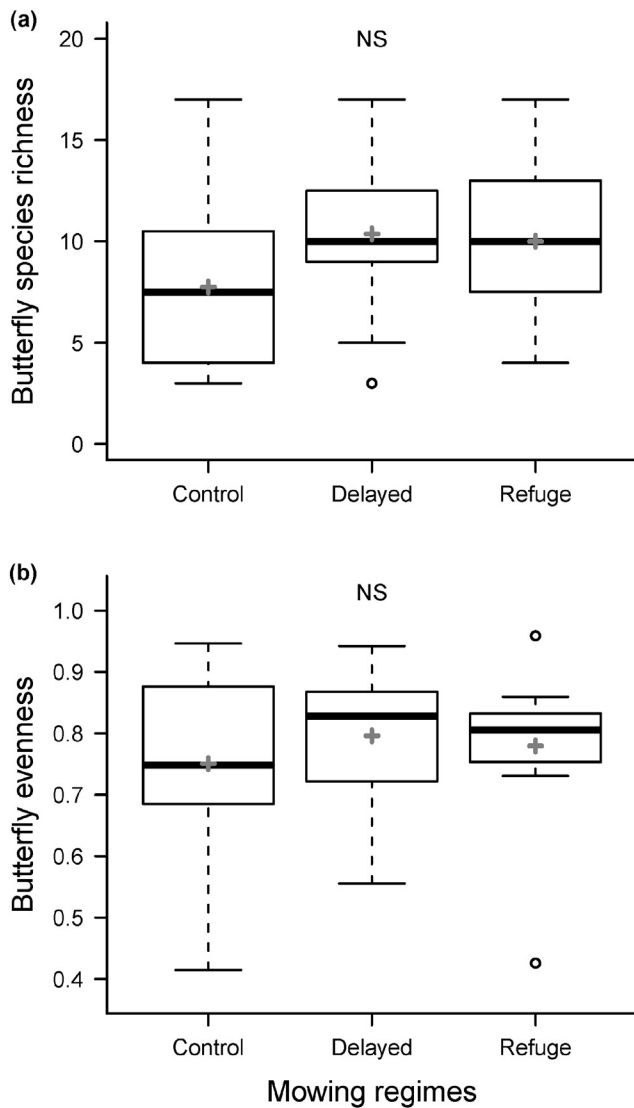 (a)
NS
Butterfly species richness
20
15
10
5
0
Control Delayed Refuge
(b)
NS
Butterfly evenness
1.0
0.9
0.8
0.7
0.6
0.5
0.4
Control Delayed Refuge
Mowing regimes